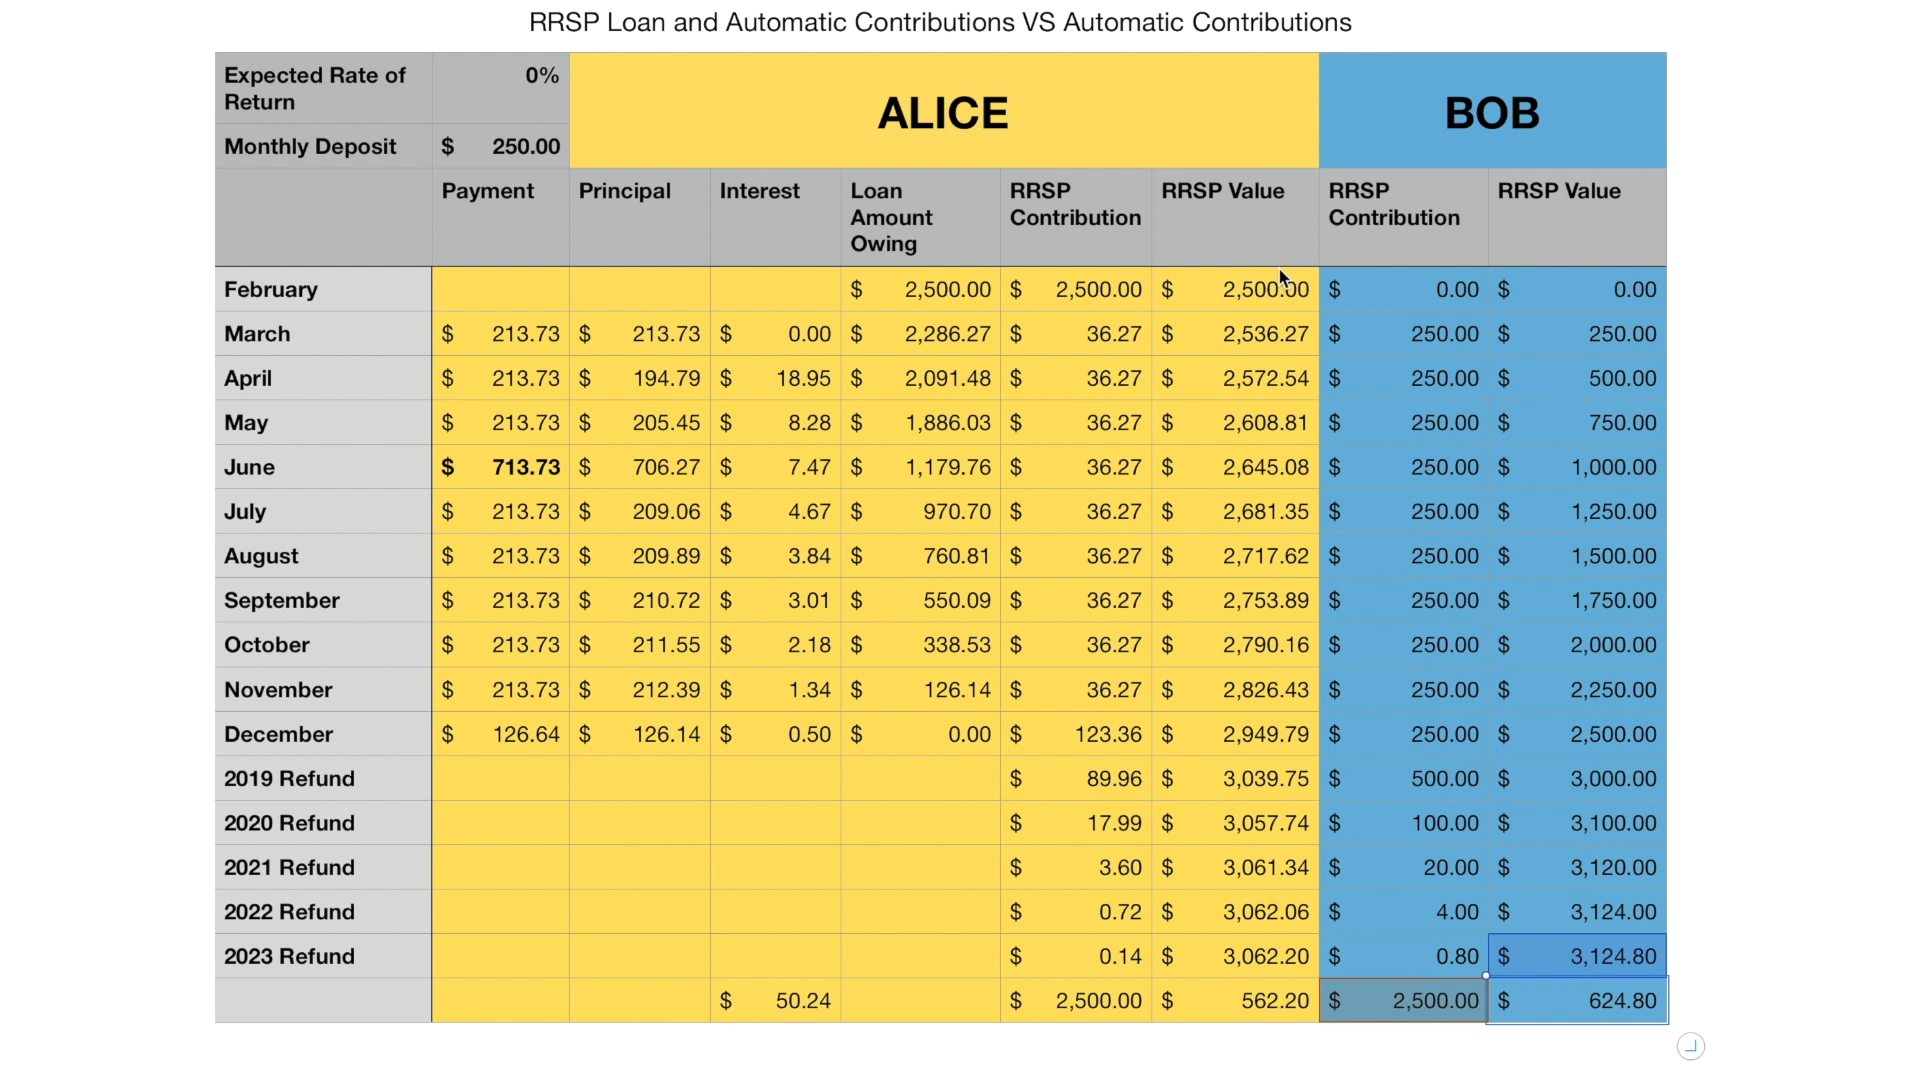 RRSP Loan and Automatic Contributions VS Automatic Contributions
Expected Rate of Return 0% ALICE BOB
Monthly Deposit $ 250.00
Payment Principal Interest Loan Amount Owing RRSP Contribution RRSP Value RRSP Contribution RRSP Value
February $ 2,500.00 $ 2,500.00 $ 2,500.00 $ 0.00 $ 0.00
March $ 213.73 $ 213.73 $ 0.00 $ 2,286.27 $ 36.27 $ 2,536.27 $ 250.00 $ 250.00
April $ 213.73 $ 194.79 $ 18.95 $ 2,091.48 $ 36.27 $ 2,572.54 $ 250.00 $ 500.00
May $ 213.73 $ 205.45 $ 8.28 $ 1,886.03 $ 36.27 $ 2,608.81 $ 250.00 $ 750.00
June $ 713.73 $ 706.27 $ 7.47 $ 1,179.76 $ 36.27 $ 2,645.08 $ 250.00 $ 1,000.00
July $ 213.73 $ 209.06 $ 4.67 $ 970.70 $ 36.27 $ 2,681.35 $ 250.00 $ 1,250.00
August $ 213.73 $ 209.89 $ 3.84 $ 760.81 $ 36.27 $ 2,717.62 $ 250.00 $ 1,500.00
September $ 213.73 $ 210.72 $ 3.01 $ 550.09 $ 36.27 $ 2,753.89 $ 250.00 $ 1,750.00
October $ 213.73 $ 211.55 $ 2.18 $ 338.53 $ 36.27 $ 2,790.16 $ 250.00 $ 2,000.00
November $ 213.73 $ 212.39 $ 1.34 $ 126.14 $ 36.27 $ 2,826.43 $ 250.00 $ 2,250.00
December $ 126.64 $ 126.14 $ 0.50 $ 0.00 $ 123.36 $ 2,949.79 $ 250.00 $ 2,500.00
2019 Refund $ 89.96 $ 3,039.75 $ 500.00 $ 3,000.00
2020 Refund $ 17.99 $ 3,057.74 $ 100.00 $ 3,100.00
2021 Refund $ 3.60 $ 3,061.34 $ 20.00 $ 3,120.00
2022 Refund $ 0.72 $ 3,062.06 $ 4.00 $ 3,124.00
2023 Refund $ 0.14 $ 3,062.20 $ 0.80 $ 3,124.80
$ 50.24 $ 2,500.00 $ 562.20 $ 2,500.00 $ 624.80